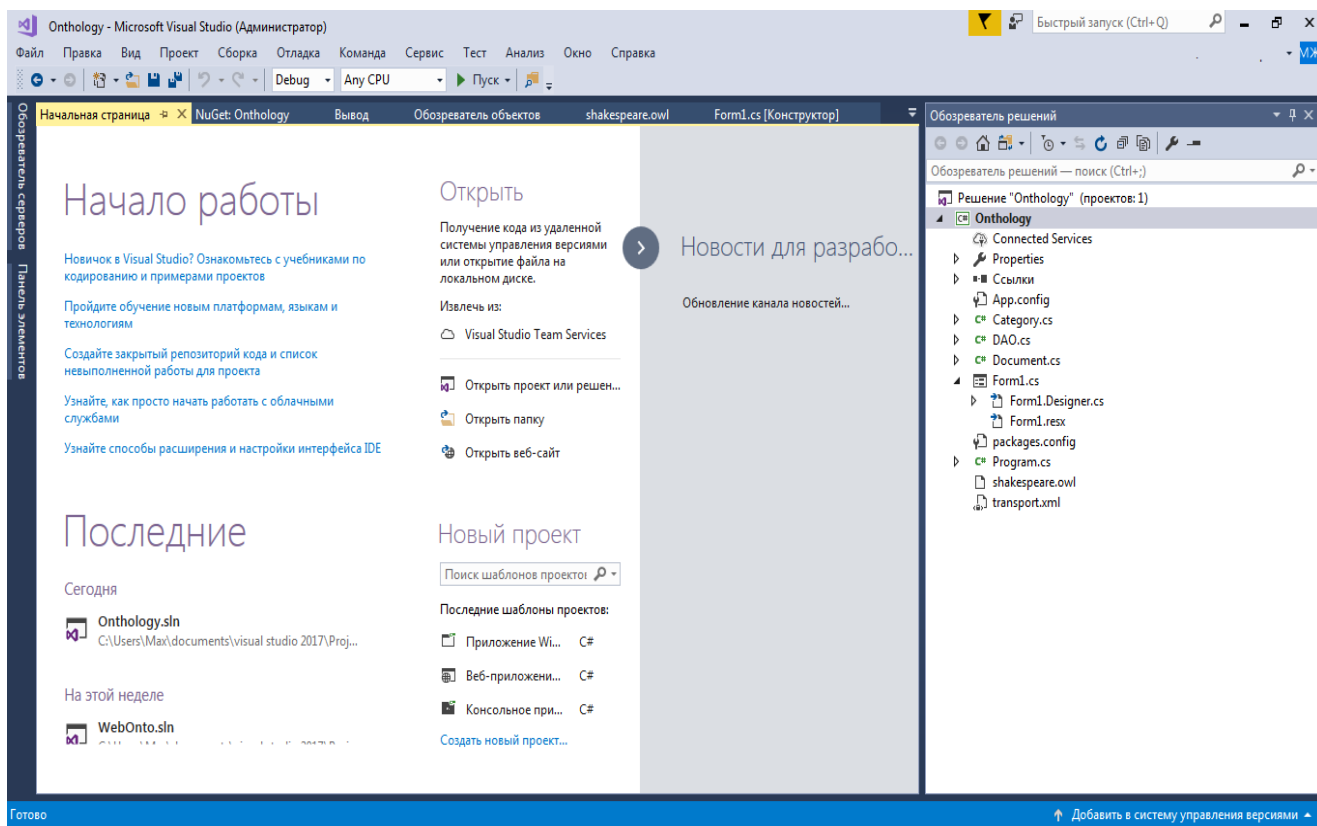 Onthology - Microsoft Visual Studio (Администратор)
Быстрый запуск (Ctrl+Q)
Файл Правка Вид Проект Сборка Отладка Команда Сервис Тест Анализ Окно Справка
МЖ
Debug Any CPU Пуск
Обозреватель серверов
Панель элементов
Начальная страница NuGet: Onthology Вывод Обозреватель объектов shakespeare.owl Form1.cs [Конструктор]
Начало работы
Новичок в Visual Studio? Ознакомьтесь с учебниками по
кодированию и примерами проектов
Пройдите обучение новым платформам, языкам и
технологиям
Создайте закрытый репозиторий кода и список
невыполненной работы для проекта
Узнайте, как просто начать работать с облачными
службами
Узнайте способы расширения и настройки интерфейса IDE
Последние
Сегодня
Onthology.sln
C:\Users\Max\documents\visual studio 2017\Proj...
На этой неделе
WebOnto.sln
Открыть
Получение кода из удаленной
системы управления версиями
или открытие файла на
локальном диске.
Извлечь из:
Visual Studio Team Services
Открыть проект или решен...
Открыть папку
Открыть веб-сайт
Новый проект
Поиск шаблонов проектов
Последние шаблоны проектов:
Приложение Wi... C#
Веб-приложени... C#
Консольное при... C#
Создать новый проект...
Новости для разрабо...
Обновление канала новостей...
Обозреватель решений
Обозреватель решений — поиск (Ctrl+;)
Решение "Onthology" (проектов: 1)
C# Onthology
Connected Services
Properties
Ссылки
App.config
C# Category.cs
C# DAO.cs
C# Document.cs
Form1.cs
Form1.Designer.cs
Form1.resx
packages.config
C# Program.cs
shakespeare.owl
transport.xml
Готово
Добавить в систему управления версиями